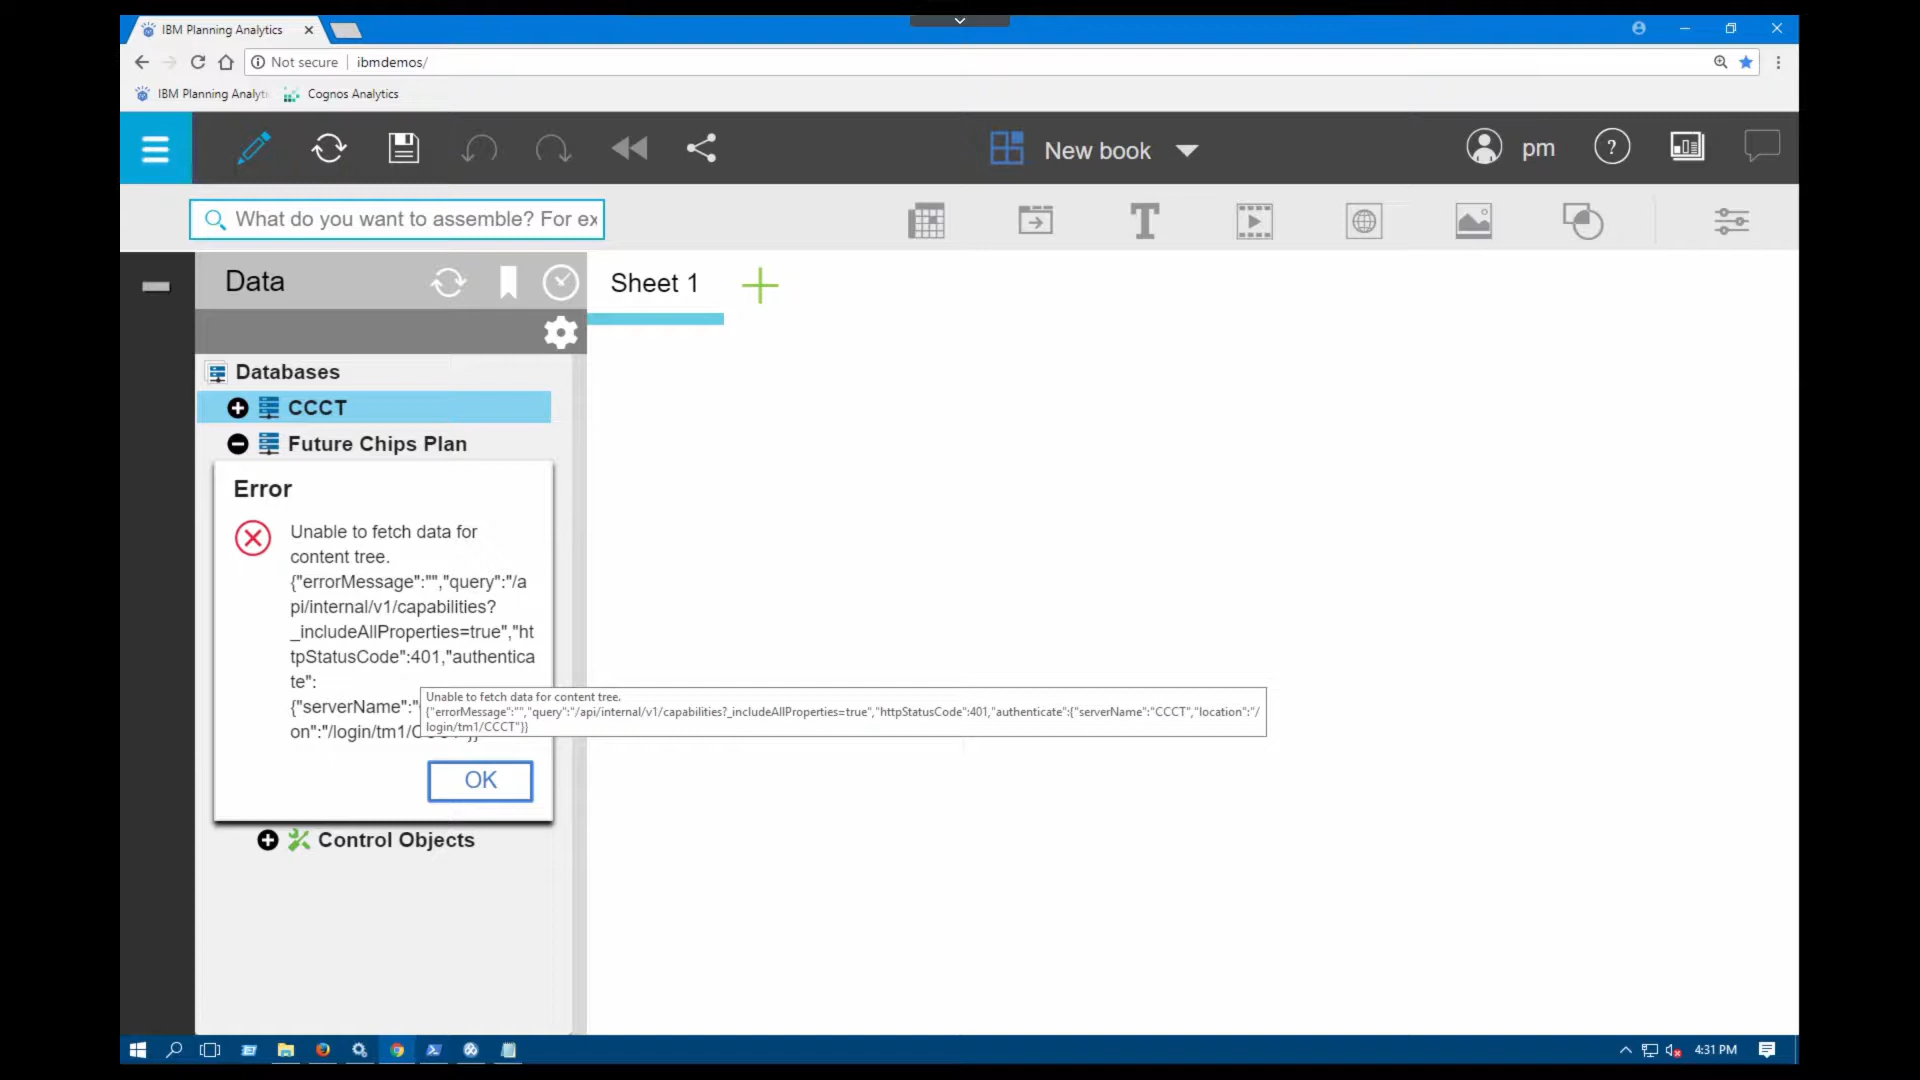 IBM Planning Analytics
Not secure
ibmdemos/
IBM Planning Analyti
Cognos Analytics
New book
pm
?
What do you want to assemble? For ex
Data
Sheet 1
Databases
CCCT
Future Chips Plan
Error
Unable to fetch data for
content tree.
{"errorMessage":"","query":"/a
pi/internal/v1/capabilities?
_includeAllProperties=true","ht
tpStatusCode":401,"authentica
te":
{"serverName":"
on":"/login/tm1/
Unable to fetch data for content tree.
{"errorMessage":"","query":"/api/internal/v1/capabilities?_includeAllProperties=true","httpStatusCode":401,"authenticate":{"serverName":"CCCT","location":"/
login/tm1/CCCT"}}
OK
Control Objects
4:31 PM